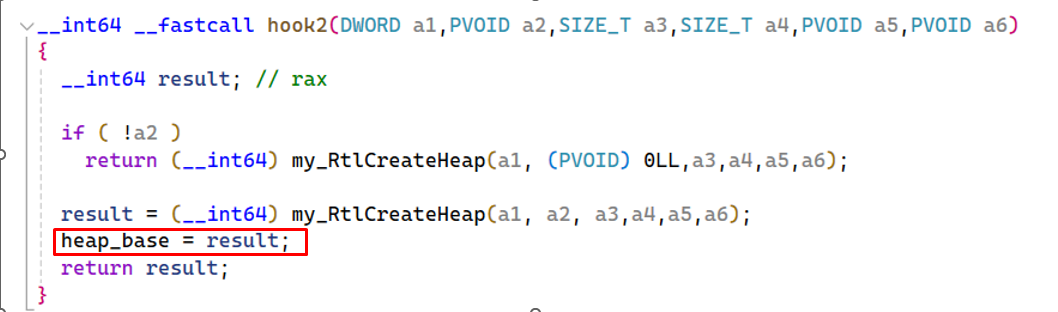 __int64 __fastcall hook2(DWORD a1,PVOID a2,SIZE_T a3,SIZE_T a4,PVOID a5,PVOID a6)
{
__int64 result; // rax
if ( !a2 )
return (__int64) my_RtlCreateHeap(a1, (PVOID) 0LL,a3,a4,a5,a6);
result = (__int64) my_RtlCreateHeap(a1, a2, a3,a4,a5,a6);
heap_base = result;
return result;
}